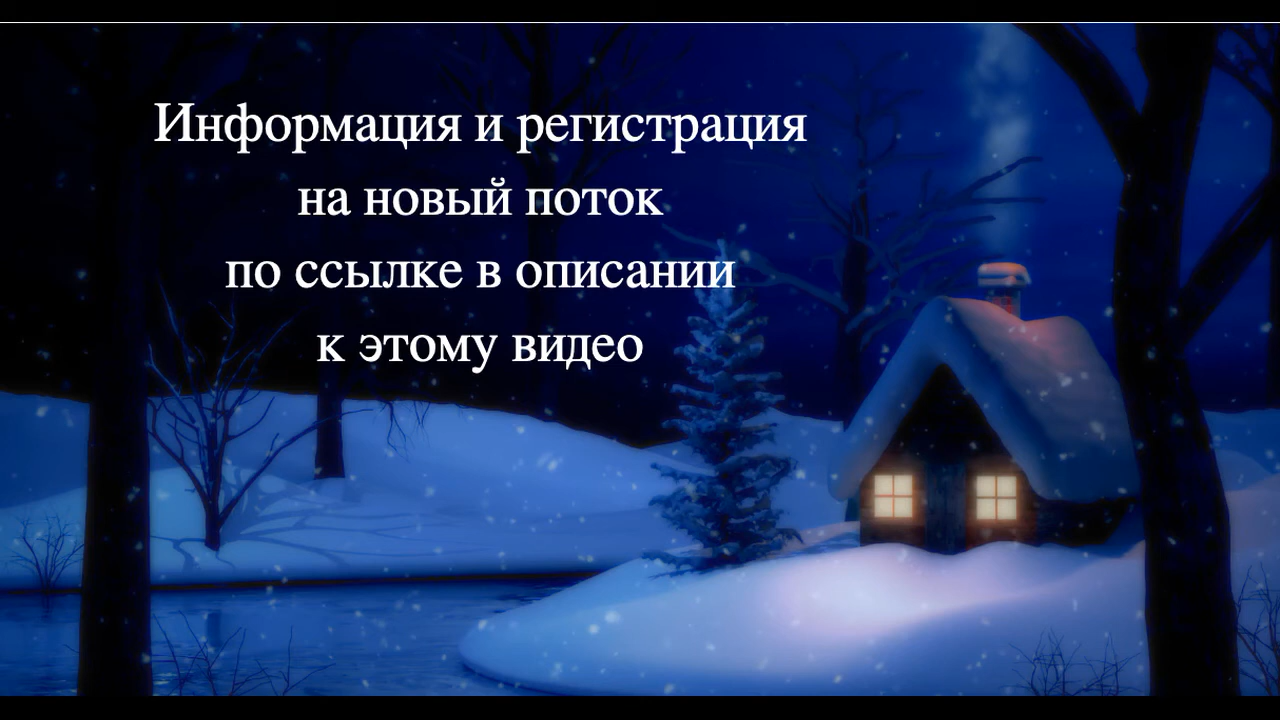 Информация и регистрация
на новый поток
по ссылке в описании
к этому видео